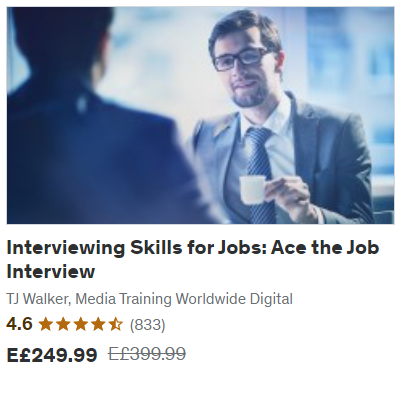 Interviewing Skills for Jobs: Ace the Job
Interview
TJ Walker, Media Training Worldwide Digital
4.6 (833)
E£249.99 E£399.99